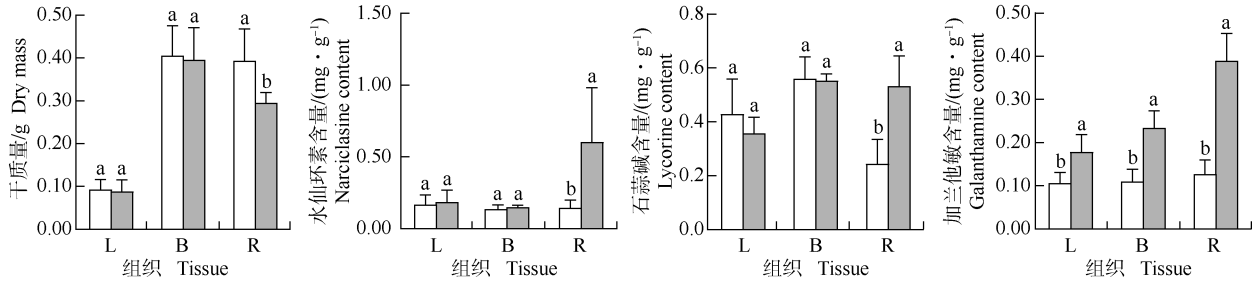 干质量/g Dry mass
0.50
0.40
0.30
0.20
0.10
0.00
a
a
a
a
a
b
L
B
R
组织 Tissue
水仙环素含量/(mg·g⁻¹)
Narciclasine content
1.50
1.00
0.50
0.00
a
a
a
a
b
a
L
B
R
组织 Tissue
石蒜碱含量/(mg·g⁻¹)
Lycorine content
0.8
0.6
0.4
0.2
0.0
a
a
a
a
b
a
L
B
R
组织 Tissue
加兰他敏含量/(mg·g⁻¹)
Galanthamine content
0.50
0.40
0.30
0.20
0.10
0.00
b
a
b
a
b
a
L
B
R
组织 Tissue